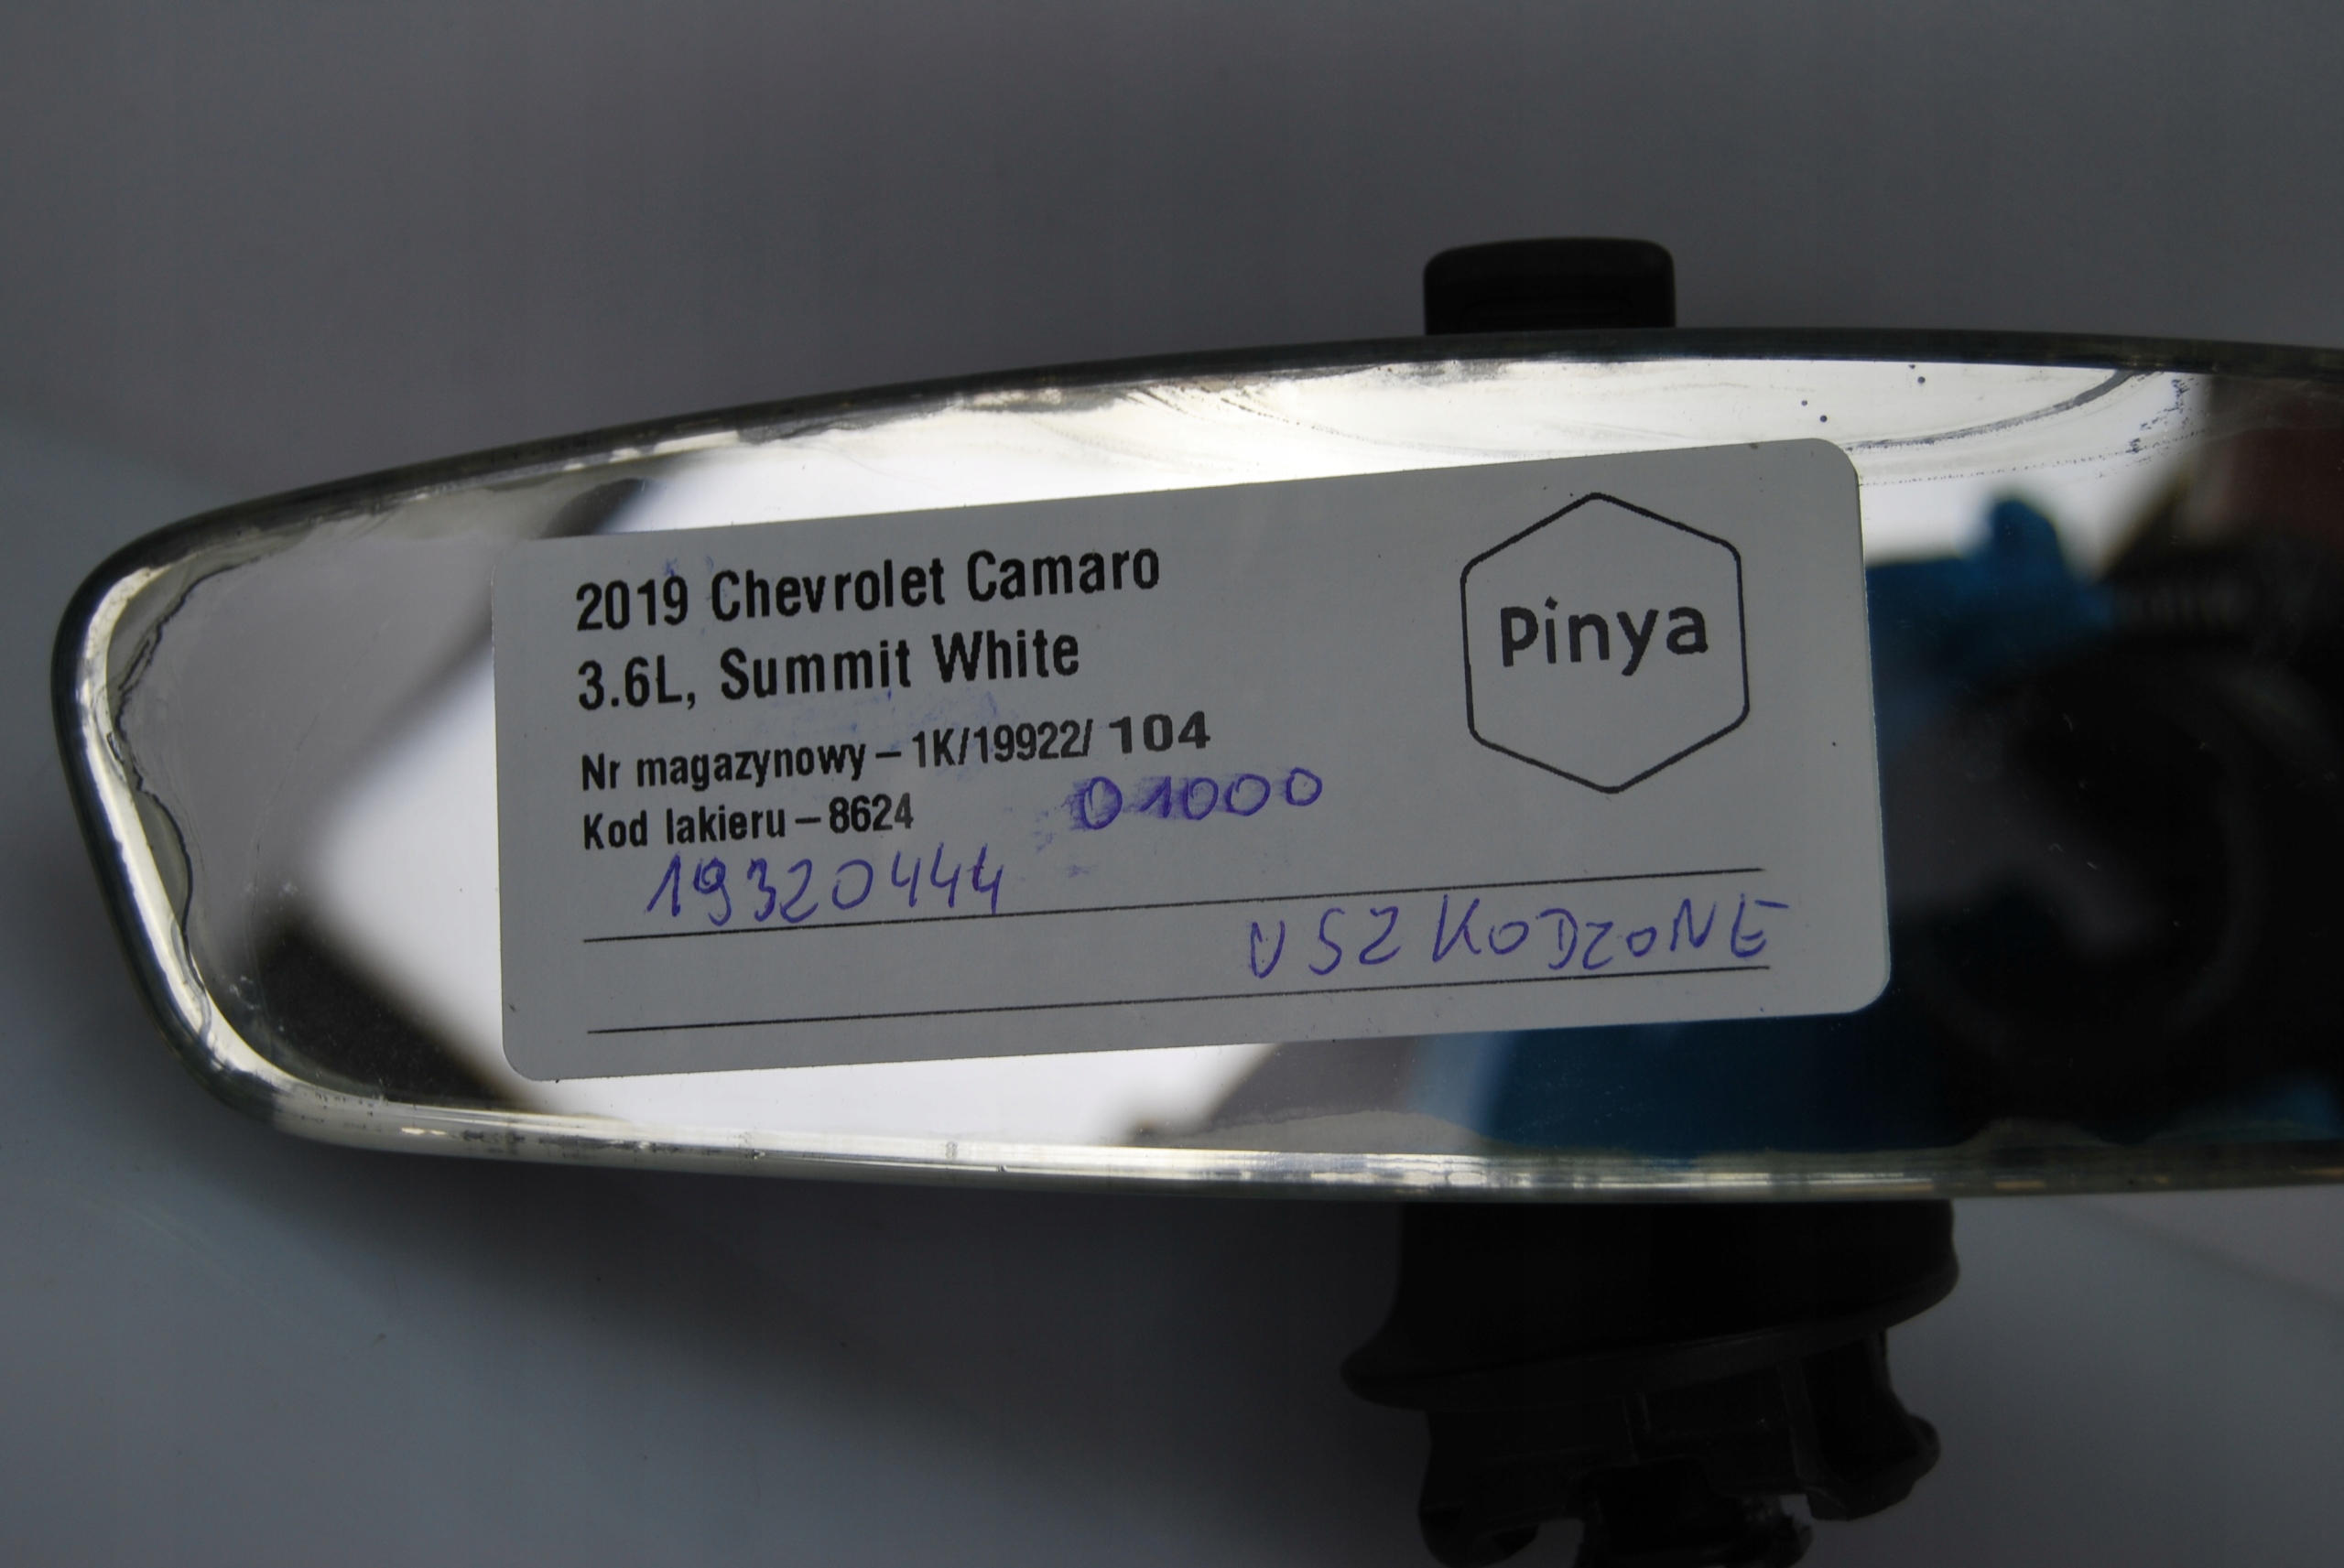 2019 Chevrolet Camaro
3.6L, Summit White
Pinya
Nr magazynowy – 1K/19922/ 104
Kod lakieru – 8624
01000
19320444
USZKODZONE